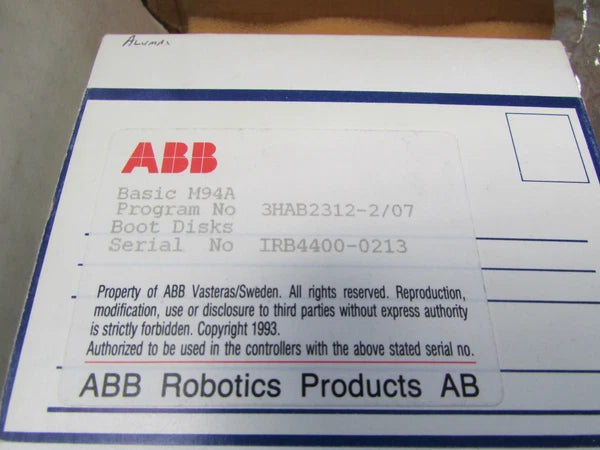 Alumax
ABB
Basic M94A
Program No 3HAB2312-2/07
Boot Disks
Serial No IRB4400-0213
Property of ABB Vasteras/Sweden. All rights reserved. Reproduction,
modification, use or disclosure to third parties without express authority
is strictly forbidden. Copyright 1993.
Authorized to be used in the controllers with the above stated serial no.
ABB Robotics Products AB